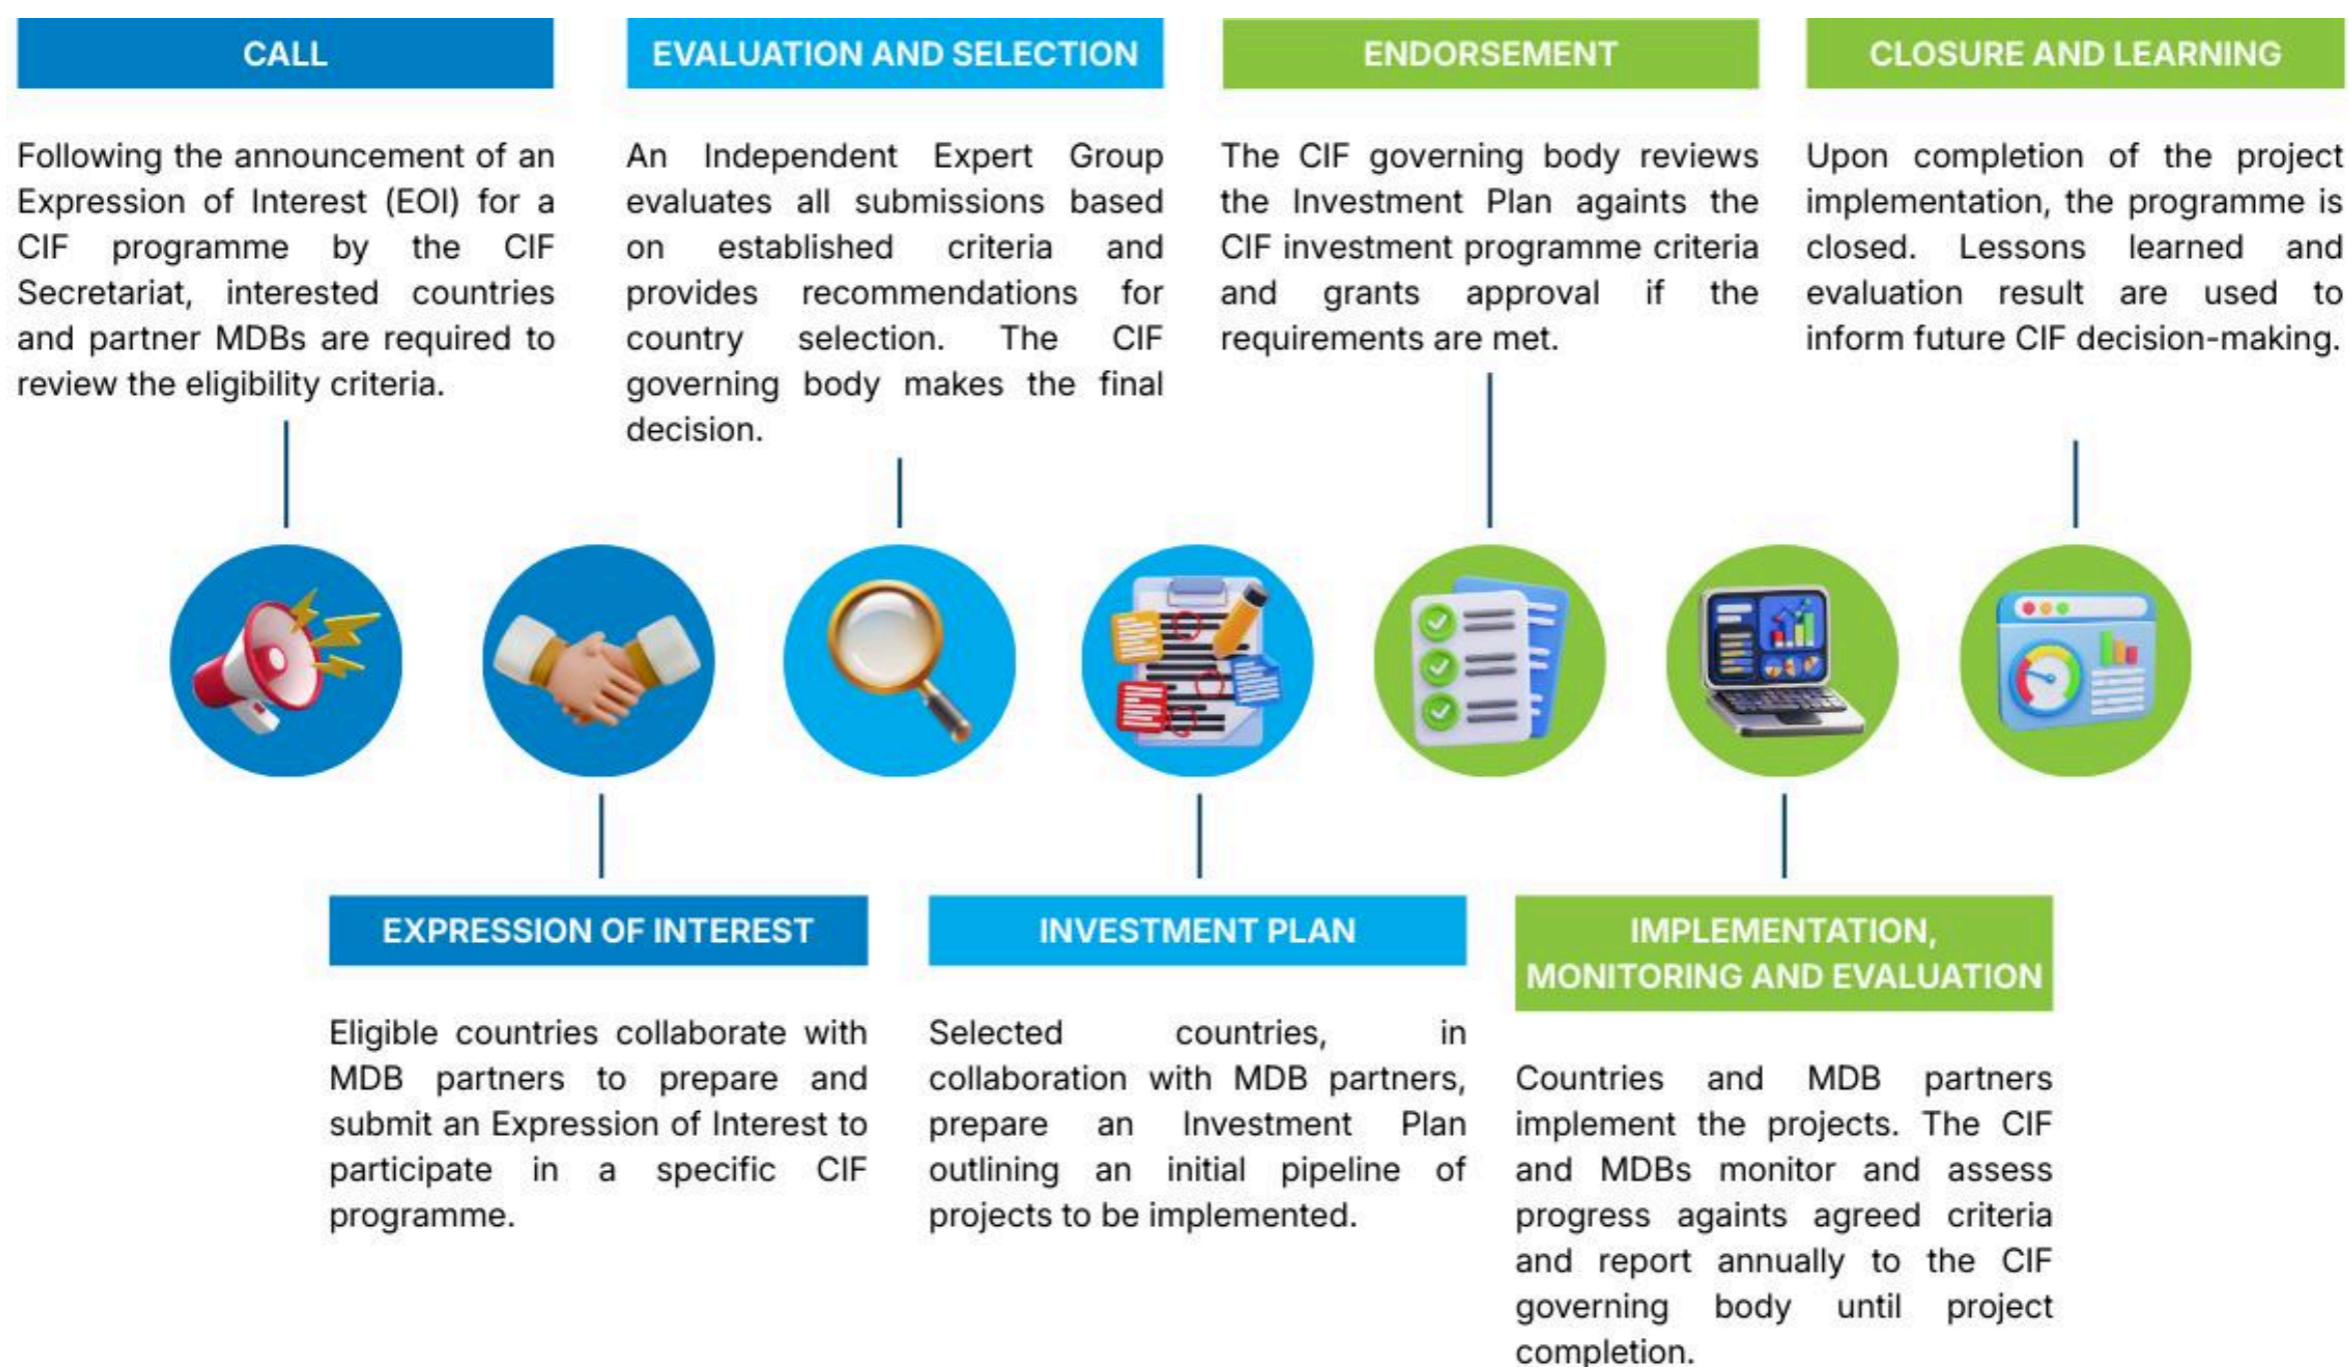 CALL
Following the announcement of an
Expression of Interest (EOI) for a
CIF programme by the CIF
Secretariat, interested countries
and partner MDBs are required to
review the eligibility criteria.
EVALUATION AND SELECTION
An Independent Expert Group
evaluates all submissions based
on established criteria and
provides recommendations for
country selection. The CIF
governing body makes the final
decision.
ENDORSEMENT
The CIF governing body reviews
the Investment Plan againts the
CIF investment programme criteria
and grants approval if the
requirements are met.
CLOSURE AND LEARNING
Upon completion of the project
implementation, the programme is
closed. Lessons learned and
evaluation result are used to
inform future CIF decision-making.
EXPRESSION OF INTEREST
Eligible countries collaborate with
MDB partners to prepare and
submit an Expression of Interest to
participate in a specific CIF
programme.
INVESTMENT PLAN
Selected countries, in
collaboration with MDB partners,
prepare an Investment Plan
outlining an initial pipeline of
projects to be implemented.
IMPLEMENTATION,
MONITORING AND EVALUATION
Countries and MDB partners
implement the projects. The CIF
and MDBs monitor and assess
progress againts agreed criteria
and report annually to the CIF
governing body until project
completion.